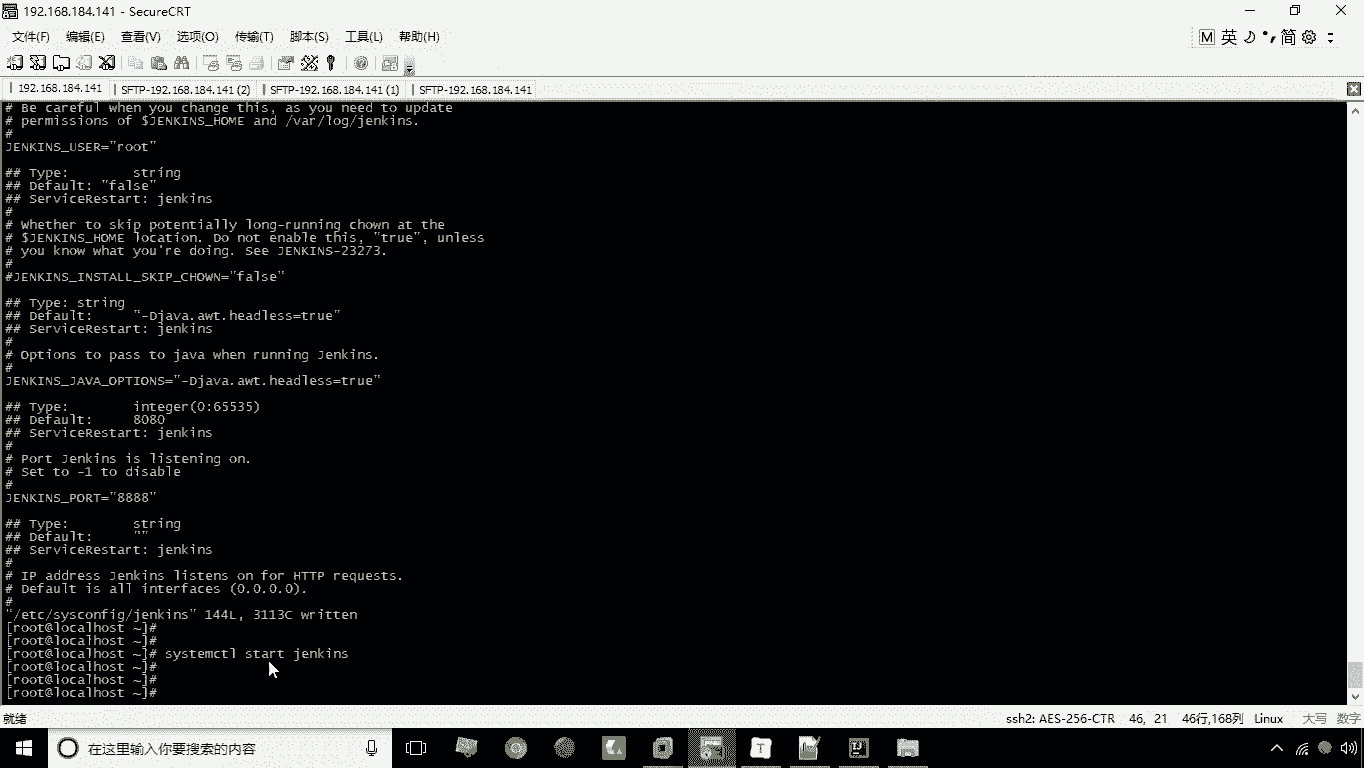 192.168.184.141 - SecureCRT
文件(F) 编辑(E) 查看(V) 选项(O) 传输(T) 脚本(S) 工具(L) 帮助(H)
M 英 简
192.168.184.141 SFTP-192.168.184.141 (2) SFTP-192.168.184.141 (1) SFTP-192.168.184.141
# Be careful when you change this, as you need to update
# permissions of $JENKINS_HOME and /var/log/jenkins.
#
JENKINS_USER="root"
## Type: string
## Default: "false"
## ServiceRestart: jenkins
#
# Whether to skip potentially long-running chown at the
# $JENKINS_HOME location. Do not enable this, "true", unless
# you know what you're doing. See JENKINS-23273.
#
#JENKINS_INSTALL_SKIP_CHOWN="false"
## Type: string
## Default: "-Djava.awt.headless=true"
## ServiceRestart: jenkins
#
# Options to pass to java when running Jenkins.
#
JENKINS_JAVA_OPTIONS="-Djava.awt.headless=true"
## Type: integer(0:65535)
## Default: 8080
## ServiceRestart: jenkins
#
# Port Jenkins is listening on.
# Set to -1 to disable
#
JENKINS_PORT="8888"
## Type: string
## Default: ""
## ServiceRestart: jenkins
#
# IP address Jenkins listens on for HTTP requests.
# Default is all interfaces (0.0.0.0).
#
"/etc/sysconfig/jenkins" 144L, 3113C written
[root@localhost ~]#
[root@localhost ~]#
[root@localhost ~]# systemctl start jenkins
[root@localhost ~]#
[root@localhost ~]#
[root@localhost ~]#
就绪 ssh2: AES-256-CTR 46, 21 46行,168列 Linux 大写 数字
在这里输入你要搜索的内容